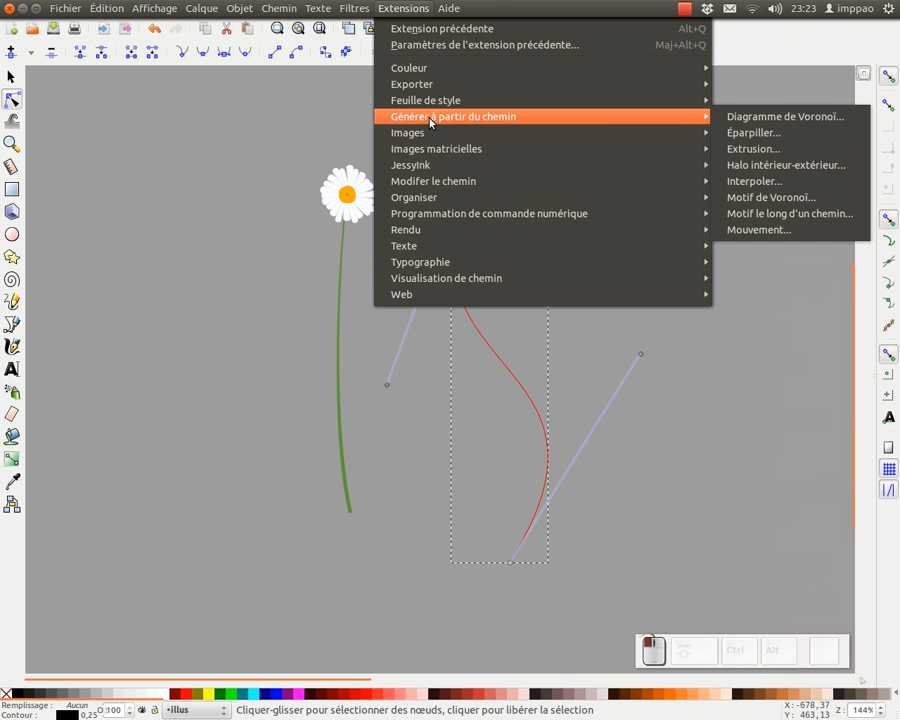 Fichier Édition Affichage Calque Objet Chemin Texte Filtres Extensions Aide 23:23 imppao
Extension précédente Alt+Q
Paramètres de l'extension précédente... Maj+Alt+Q
Couleur
Exporter
Feuille de style
Générer à partir du chemin
Images
Images matricielles
JessyInk
Modifer le chemin
Organiser
Programmation de commande numérique
Rendu
Texte
Typographie
Visualisation de chemin
Web
Diagramme de Voronoï...
Éparpiller...
Extrusion...
Halo intérieur-extérieur...
Interpoler...
Motif de Voronoï...
Motif le long d'un chemin...
Mouvement...
Ctrl Alt
Remplissage : Aucun
Contour : 0,25
O: 100
•illus
Cliquer-glisser pour sélectionner des nœuds, cliquer pour libérer la sélection
X: -678,37
Y: 463,13
Z: 144%